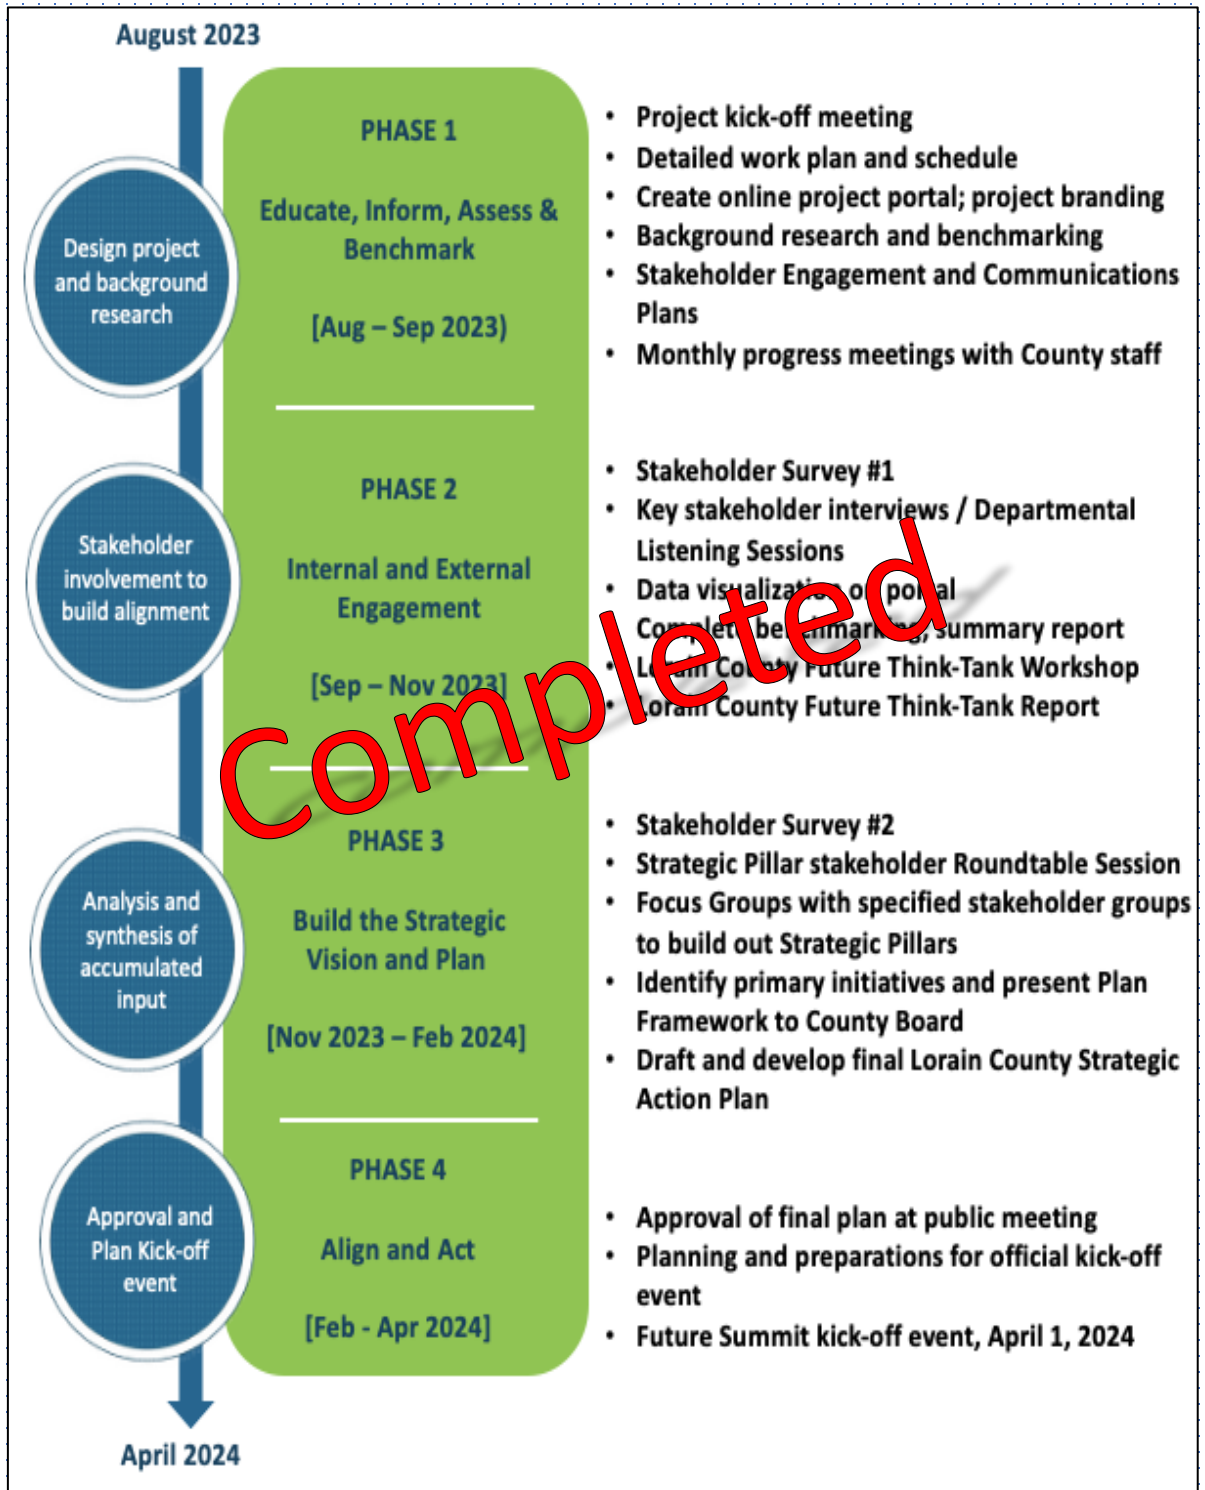 August 2023
Design project
and background
research
PHASE 1
Educate, Inform, Assess &
Benchmark
[Aug – Sep 2023)
• Project kick-off meeting
• Detailed work plan and schedule
• Create online project portal; project branding
• Background research and benchmarking
• Stakeholder Engagement and Communications
Plans
• Monthly progress meetings with County staff
Stakeholder
involvement to
build alignment
PHASE 2
Internal and External
Engagement
[Sep – Nov 2023]
• Stakeholder Survey #1
• Key stakeholder interviews / Departmental
Listening Sessions
• Data visualization on portal
Complete benchmarking, summary report
• Lorain County Future Think-Tank Workshop
• Lorain County Future Think-Tank Report
Completed
Analysis and
synthesis of
accumulated
input
PHASE 3
Build the Strategic
Vision and Plan
[Nov 2023 – Feb 2024]
• Stakeholder Survey #2
• Strategic Pillar stakeholder Roundtable Session
• Focus Groups with specified stakeholder groups
to build out Strategic Pillars
• Identify primary initiatives and present Plan
Framework to County Board
• Draft and develop final Lorain County Strategic
Action Plan
Approval and
Plan Kick-off
event
PHASE 4
Align and Act
[Feb - Apr 2024]
• Approval of final plan at public meeting
• Planning and preparations for official kick-off
event
• Future Summit kick-off event, April 1, 2024
April 2024